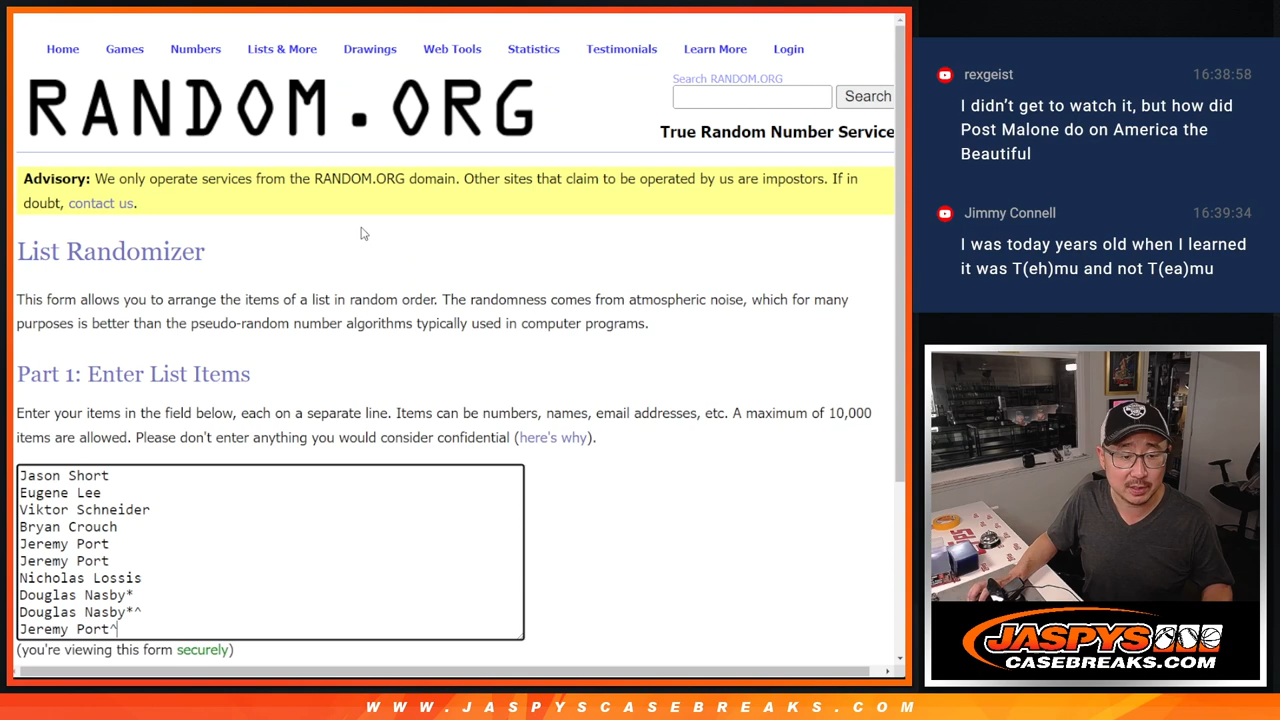 Home Games Numbers Lists & More Drawings Web Tools Statistics Testimonials Learn More Login
RANDOM.ORG
Search RANDOM.ORG
Search
True Random Number Service
Advisory: We only operate services from the RANDOM.ORG domain. Other sites that claim to be operated by us are impostors. If in
doubt, contact us.
List Randomizer
This form allows you to arrange the items of a list in random order. The randomness comes from atmospheric noise, which for many
purposes is better than the pseudo-random number algorithms typically used in computer programs.
Part 1: Enter List Items
Enter your items in the field below, each on a separate line. Items can be numbers, names, email addresses, etc. A maximum of 10,000
items are allowed. Please don't enter anything you would consider confidential (here's why).
Jason Short
Eugene Lee
Viktor Schneider
Bryan Crouch
Jeremy Port
Jeremy Port
Nicholas Lossis
Douglas Nasby*
Douglas Nasby*^
Jeremy Port^
(you're viewing this form securely)
rexgeist 16:38:58
I didn't get to watch it, but how did
Post Malone do on America the
Beautiful
Jimmy Connell 16:39:34
I was today years old when I learned
it was T(eh)mu and not T(ea)mu
JASPYS
CASEBREAKS.COM
WWW.JASPYSCASEBREAKS.COM